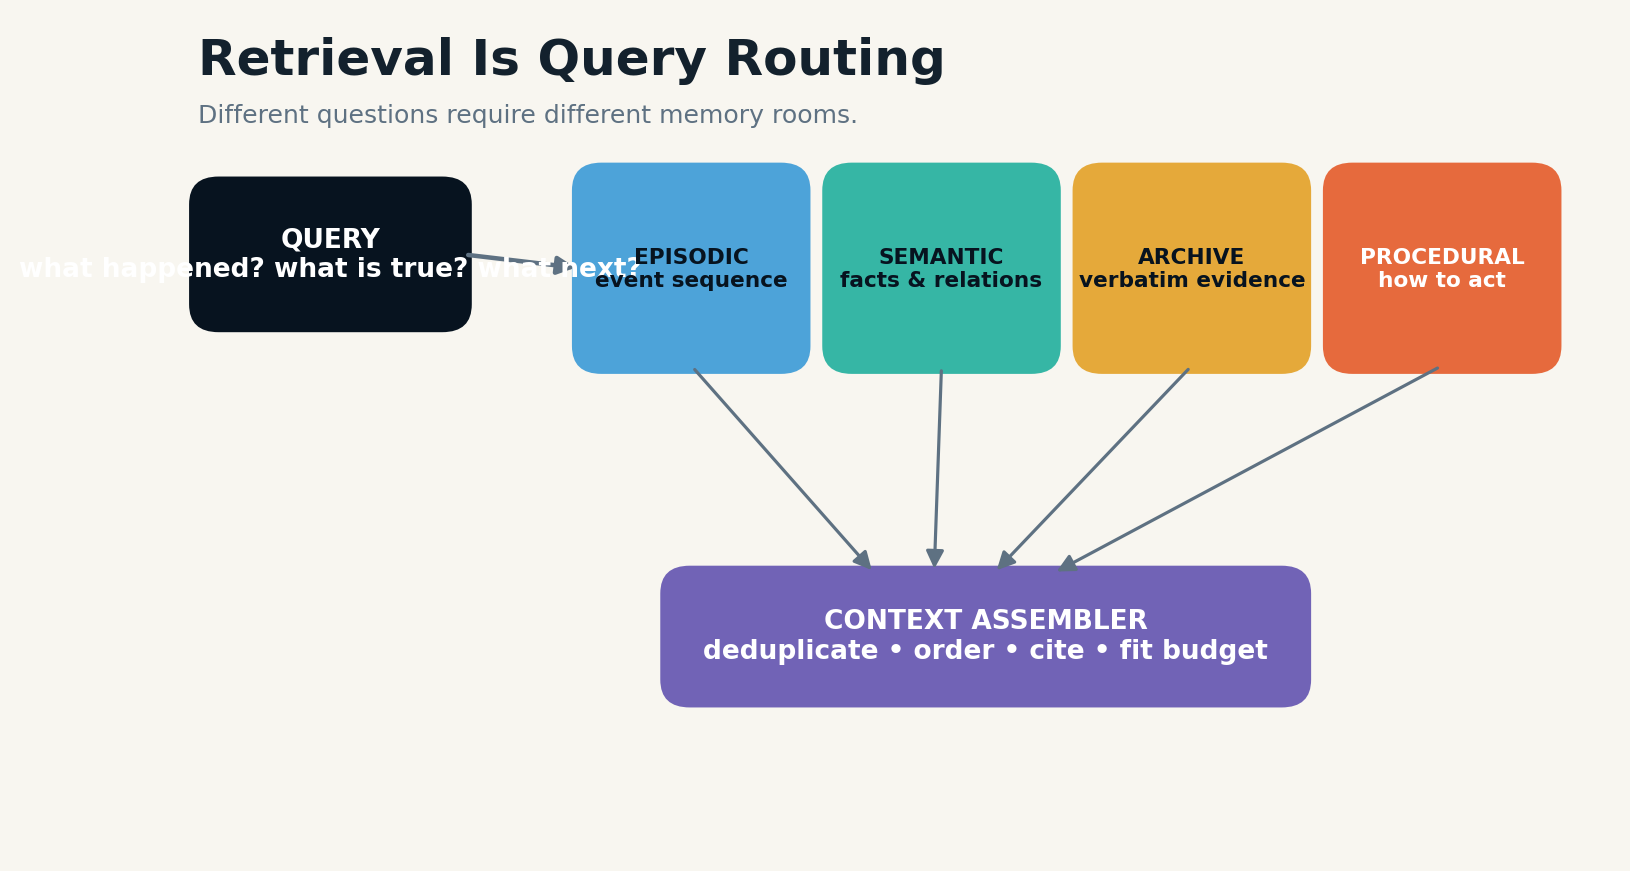 Retrieval Is Query Routing
Different questions require different memory rooms.
QUERY
what happened? what is true? what next?
EPISODIC
event sequence
SEMANTIC
facts & relations
ARCHIVE
verbatim evidence
PROCEDURAL
how to act
CONTEXT ASSEMBLER
deduplicate • order • cite • fit budget